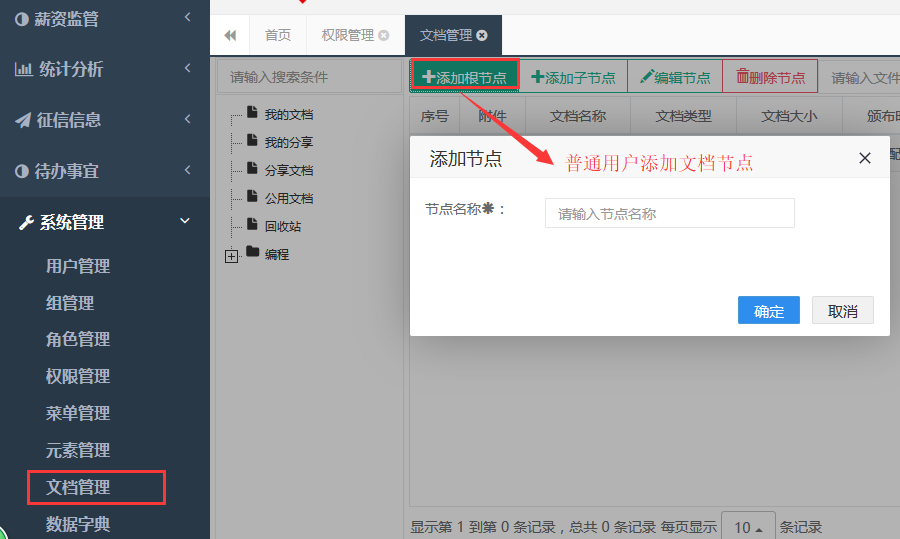 薪资监管
统计分析
征信信息
待办事宜
系统管理
用户管理
组管理
角色管理
权限管理
菜单管理
元素管理
文档管理
数据字典
首页 权限管理 文档管理
请输入搜索条件
我的文档
我的分享
分享文档
公用文档
回收站
编程
添加根节点 添加子节点 编辑节点 删除节点 请输入文件
序号 附件 文档名称 文档类型 文档大小 颁布
添加节点
普通用户添加文档节点
节点名称✱：
请输入节点名称
确定 取消
显示第 1 到第 0 条记录，总共 0 条记录 每页显示 10 条记录